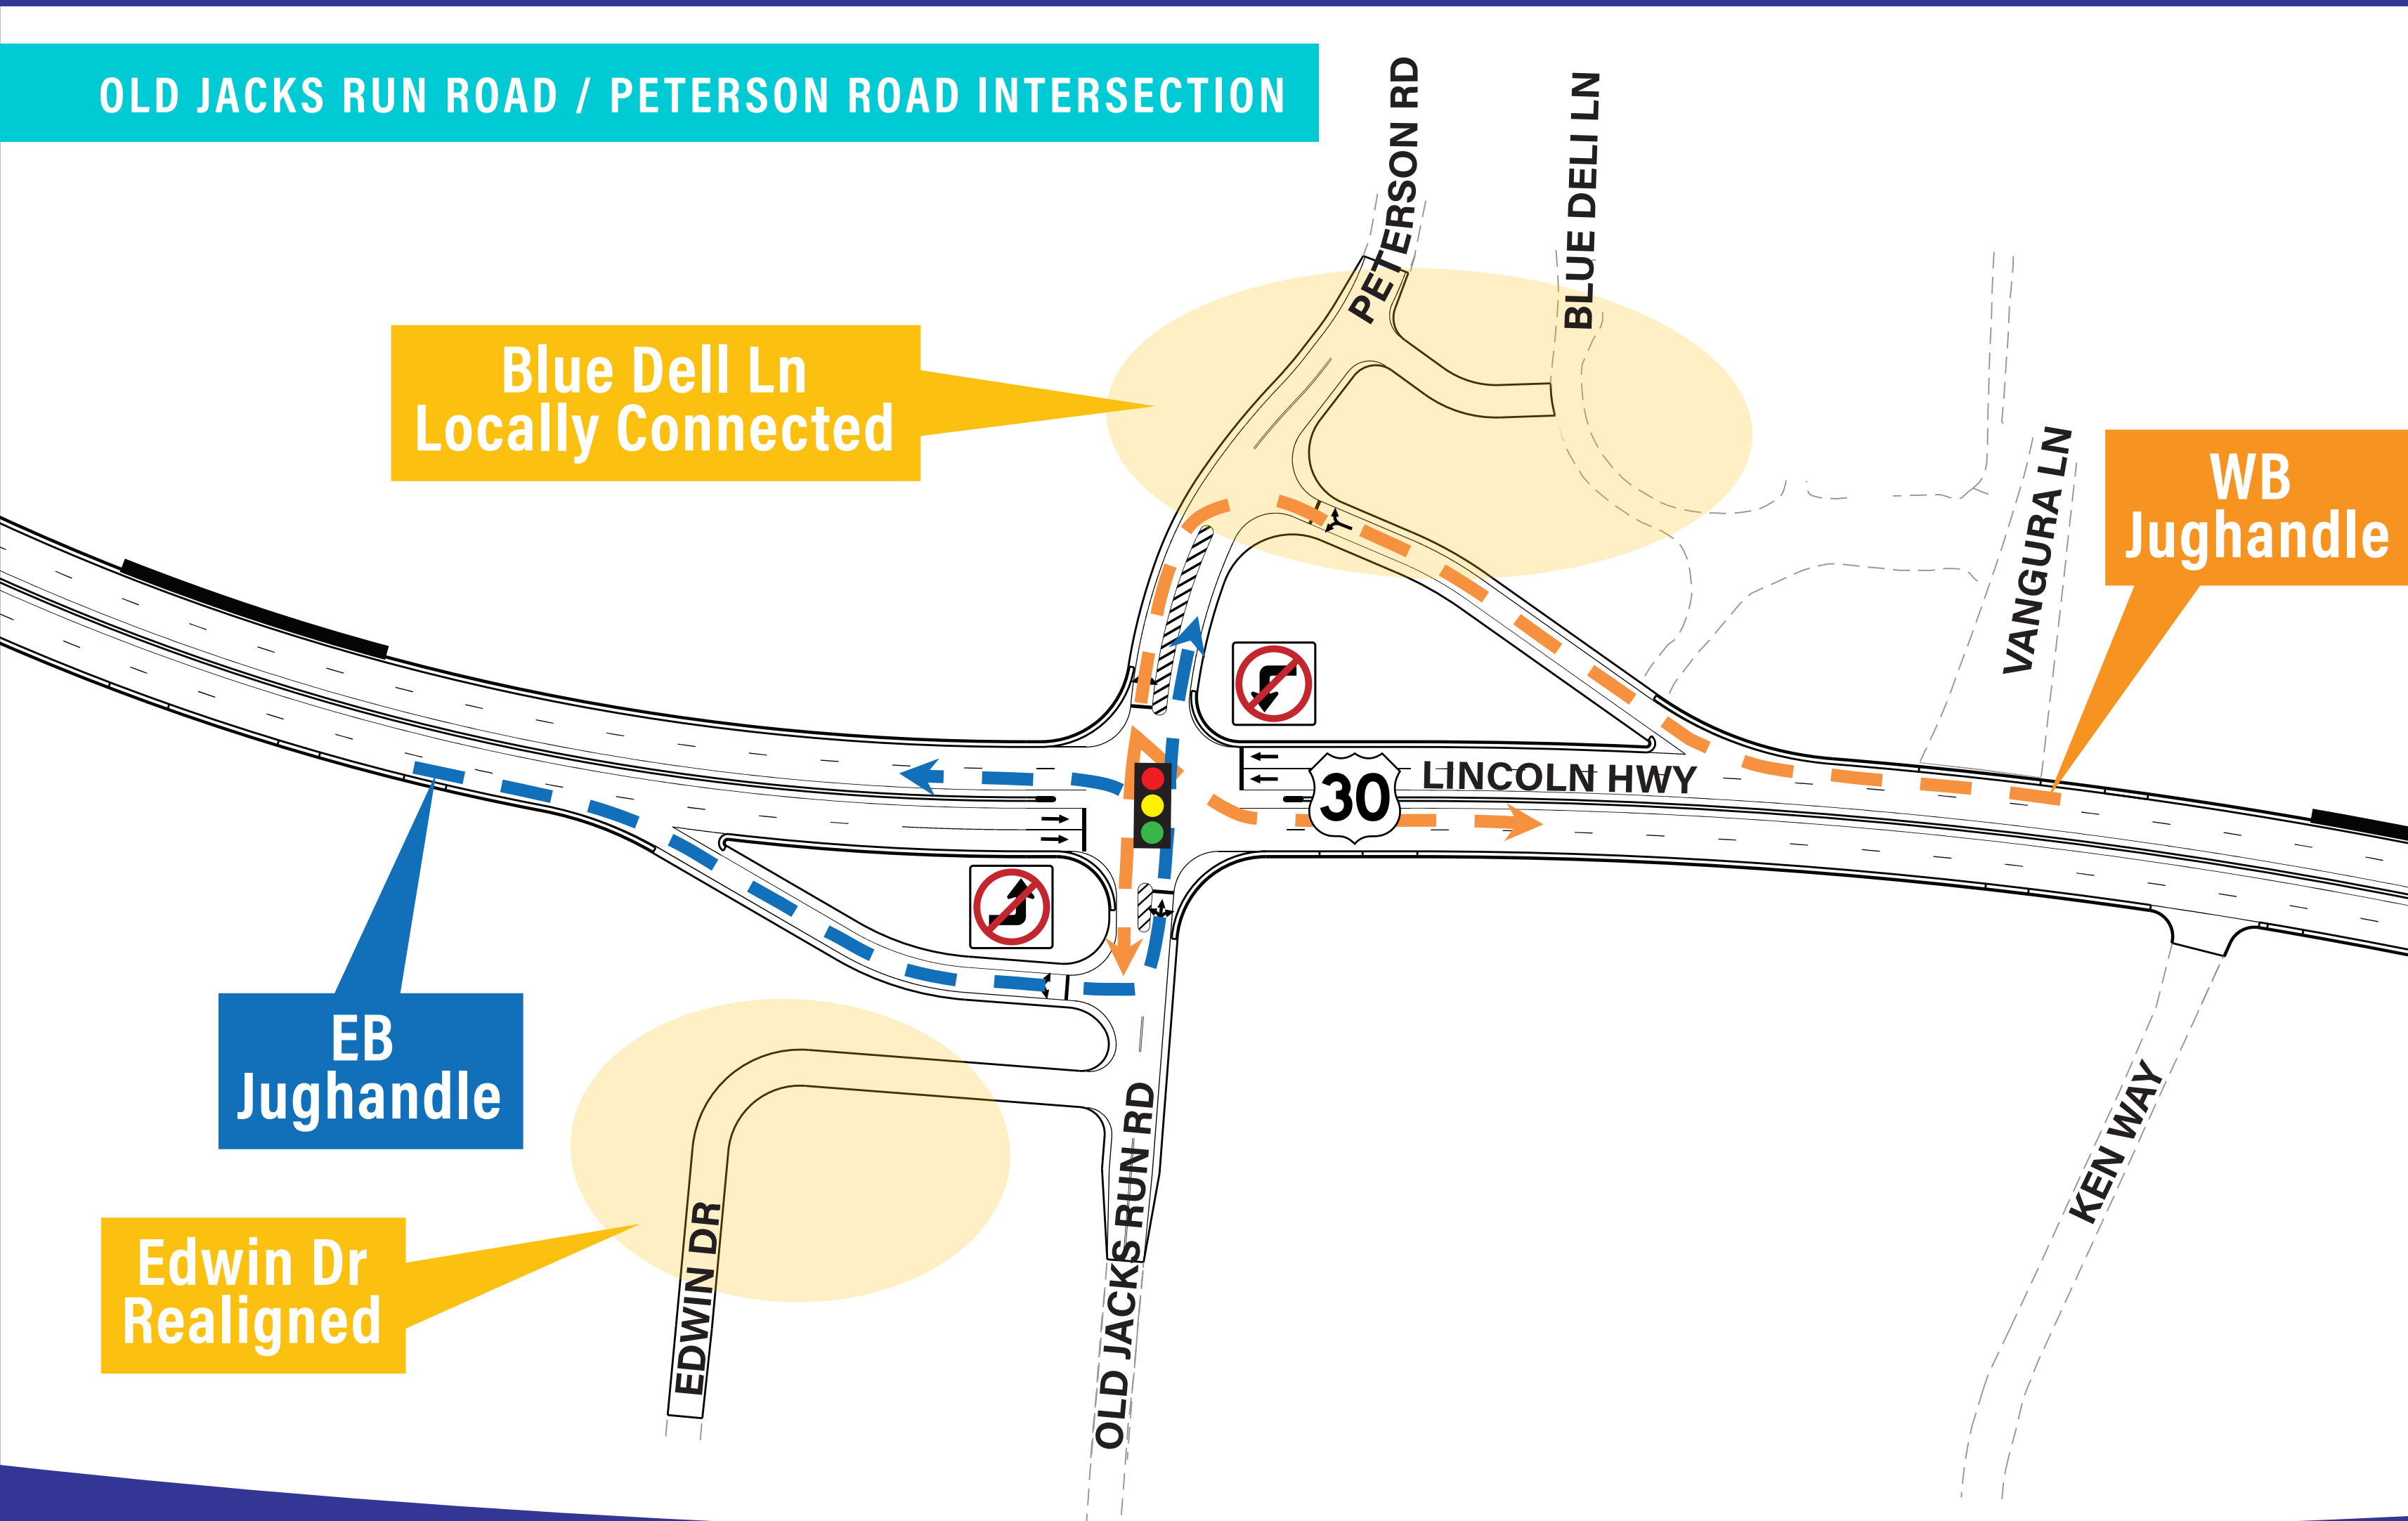 OLD JACKS RUN ROAD / PETERSON ROAD INTERSECTION
PETERSON RD
BLUE DELI LN
Blue Dell Ln
Locally Connected
WB
Jughandle
VANGURA LN
LINCOLN HWY
30
EB
Jughandle
Edwin Dr
Realigned
EDWIN DR
OLD JACKS RUN RD
KEN WAY